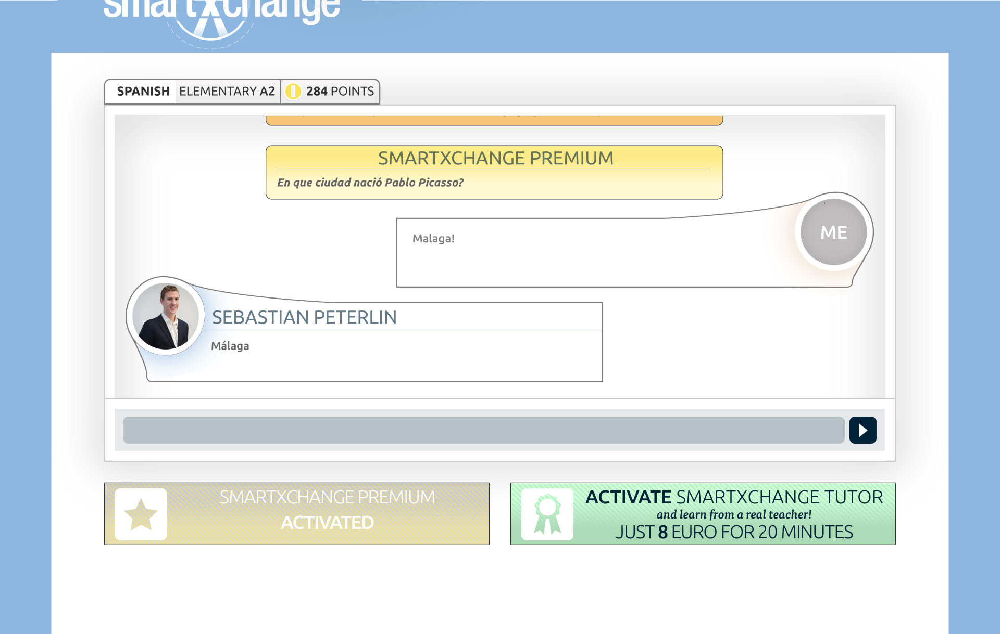 smartXchange
SPANISH ELEMENTARY A2 284 POINTS
SMARTXCHANGE PREMIUM
En que ciudad nació Pablo Picasso?
Malaga!
ME
SEBASTIAN PETERLIN
Málaga
SMARTXCHANGE PREMIUM
ACTIVATED
ACTIVATE SMARTXCHANGE TUTOR
and learn from a real teacher!
JUST 8 EURO FOR 20 MINUTES